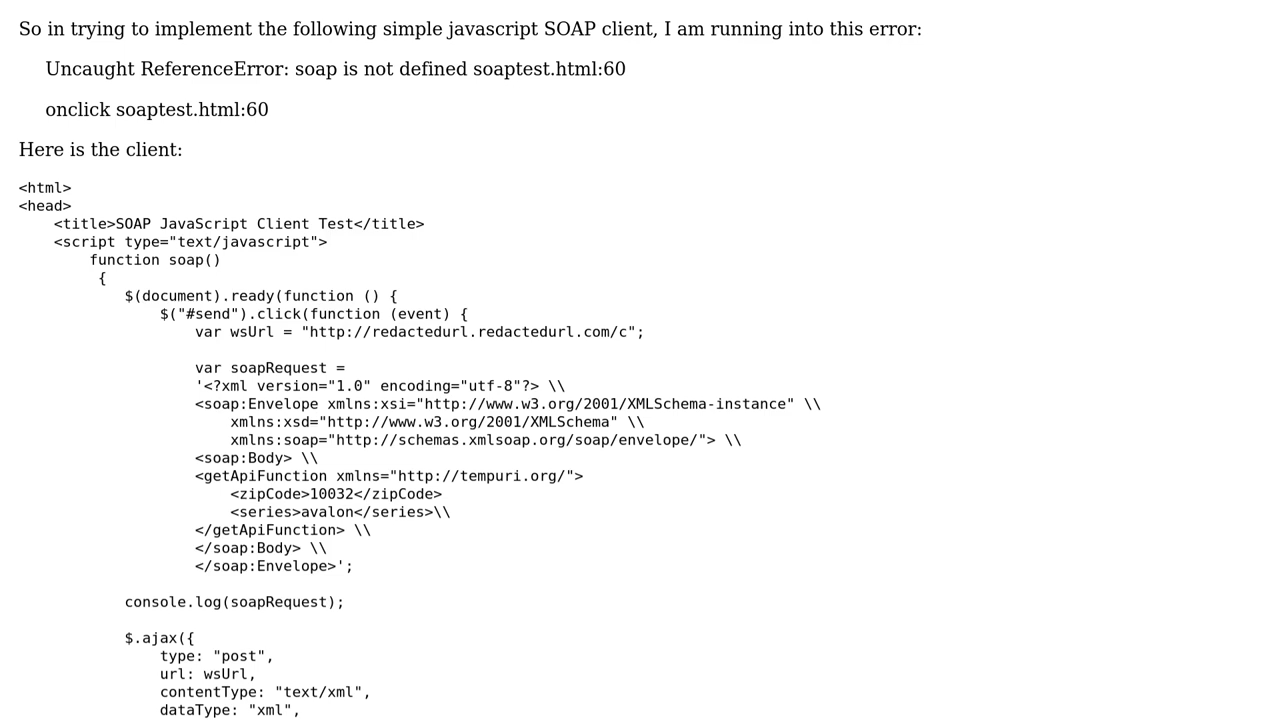 So in trying to implement the following simple javascript SOAP client, I am running into this error:
Uncaught ReferenceError: soap is not defined soaptest.html:60
onclick soaptest.html:60
Here is the client:
<html>
<head>
    <title>SOAP JavaScript Client Test</title>
    <script type="text/javascript">
        function soap()
         {
            $(document).ready(function () {
                $("#send").click(function (event) {
                    var wsUrl = "http://redactedurl.redactedurl.com/c";

                    var soapRequest =
                    '<?xml version="1.0" encoding="utf-8"?> \\
                    <soap:Envelope xmlns:xsi="http://www.w3.org/2001/XMLSchema-instance" \\
                        xmlns:xsd="http://www.w3.org/2001/XMLSchema" \\
                        xmlns:soap="http://schemas.xmlsoap.org/soap/envelope/"> \\
                    <soap:Body> \\
                    <getApiFunction xmlns="http://tempuri.org/">
                        <zipCode>10032</zipCode>
                        <series>avalon</series>\\
                    </getApiFunction> \\
                    </soap:Body> \\
                    </soap:Envelope>';

            console.log(soapRequest);

            $.ajax({
                type: "post",
                url: wsUrl,
                contentType: "text/xml",
                dataType: "xml",